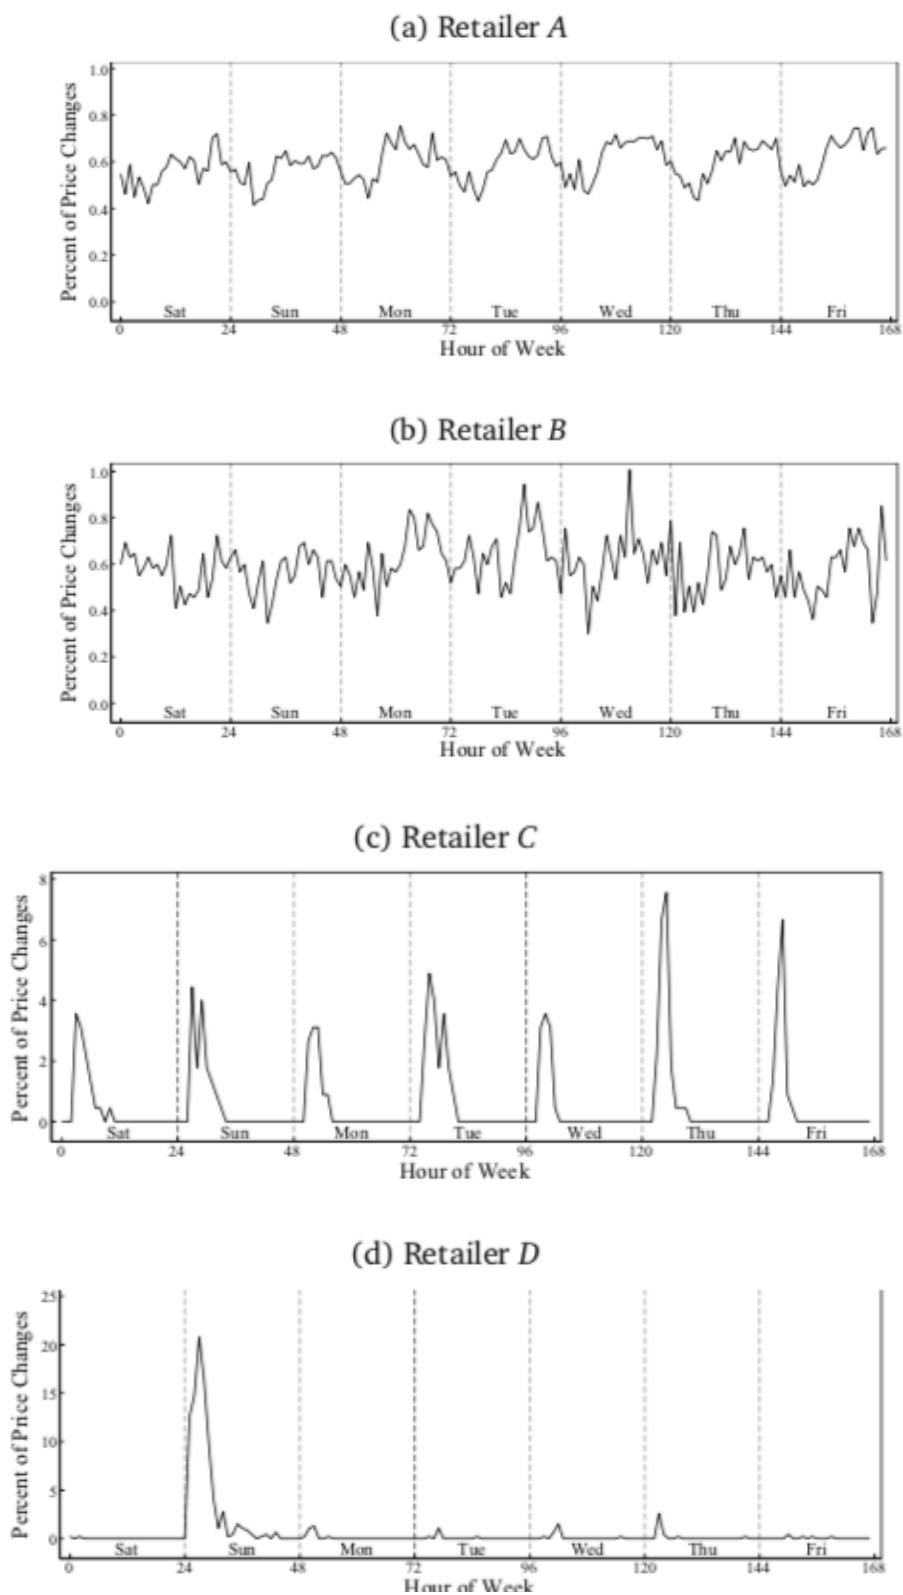 (a) Retailer A
Percent of Price Changes
1.0
0.8
0.6
0.4
0.2
0.0
Sat Sun Mon Tue Wed Thu Fri
0 24 48 72 96 120 144 168
Hour of Week
(b) Retailer B
Percent of Price Changes
1.0
0.8
0.6
0.4
0.2
0.0
Sat Sun Mon Tue Wed Thu Fri
0 24 48 72 96 120 144 168
Hour of Week
(c) Retailer C
Percent of Price Changes
8
6
4
2
0
Sat Sun Mon Tue Wed Thu Fri
0 24 48 72 96 120 144 168
Hour of Week
(d) Retailer D
Percent of Price Changes
25
20
15
10
5
0
Sat Sun Mon Tue Wed Thu Fri
0 24 48 72 96 120 144 168
Hour of Week